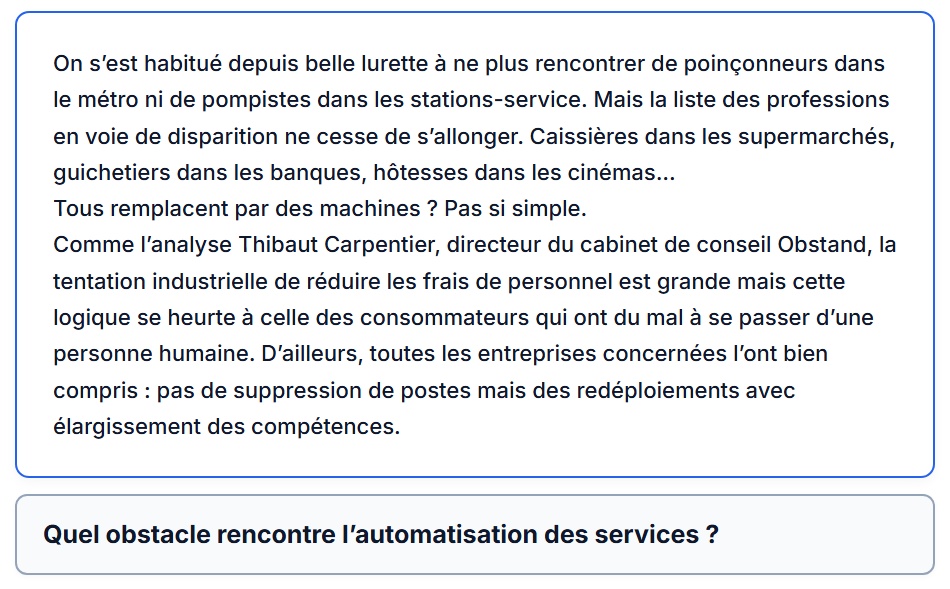 On s’est habitué depuis belle lurette à ne plus rencontrer de poinçonneurs dans
le métro ni de pompistes dans les stations-service. Mais la liste des professions
en voie de disparition ne cesse de s’allonger. Caissières dans les supermarchés,
guichetiers dans les banques, hôtesses dans les cinémas…
Tous remplacent par des machines ? Pas si simple.
Comme l’analyse Thibaut Carpentier, directeur du cabinet de conseil Obstand, la
tentation industrielle de réduire les frais de personnel est grande mais cette
logique se heurte à celle des consommateurs qui ont du mal à se passer d’une
personne humaine. D’ailleurs, toutes les entreprises concernées l’ont bien
compris : pas de suppression de postes mais des redéploiements avec
élargissement des compétences.
Quel obstacle rencontre l’automatisation des services ?